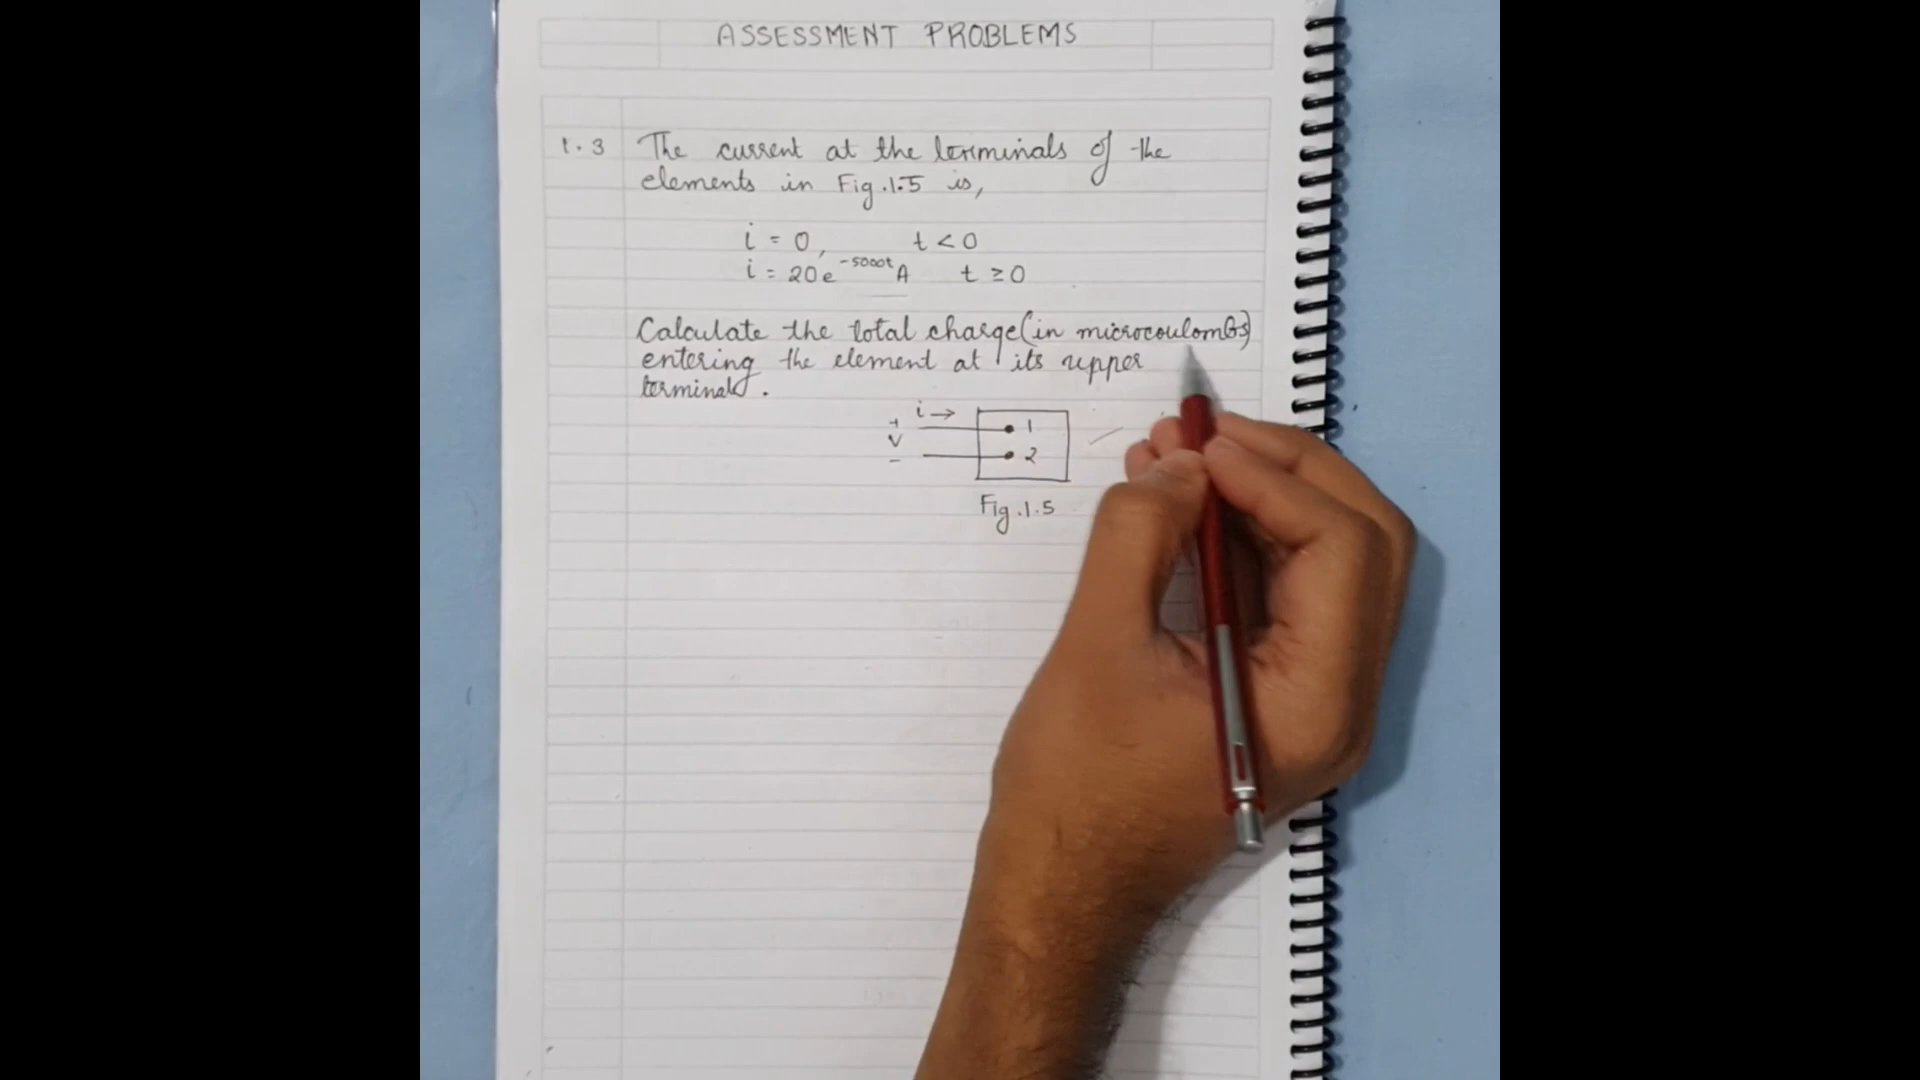 ASSESSMENT PROBLEMS
1.3 The current at the terminals of the
elements in Fig.1.5 is,
i = 0, t < 0
i = 20e^-5000t A t ≥ 0
Calculate the total charge (in microcoulombs)
entering the element at its upper
terminal.
i →
+
1
v
2
-
Fig.1.5